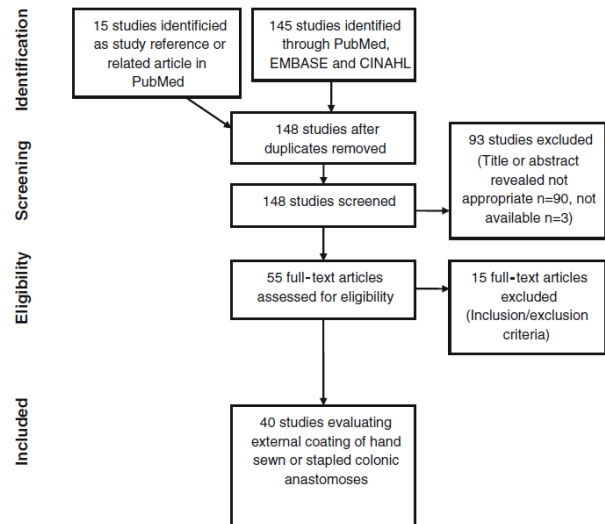 Identification
15 studies identificied
as study reference or
related article in
PubMed
145 studies identified
through PubMed,
EMBASE and CINAHL
148 studies after
duplicates removed
Screening
93 studies excluded
(Title or abstract
revealed not
appropriate n=90, not
available n=3)
148 studies screened
Eligibility
55 full-text articles
assessed for eligibility
15 full-text articles
excluded
(Inclusion/exclusion
criteria)
Included
40 studies evaluating
external coating of hand
sewn or stapled colonic
anastomoses